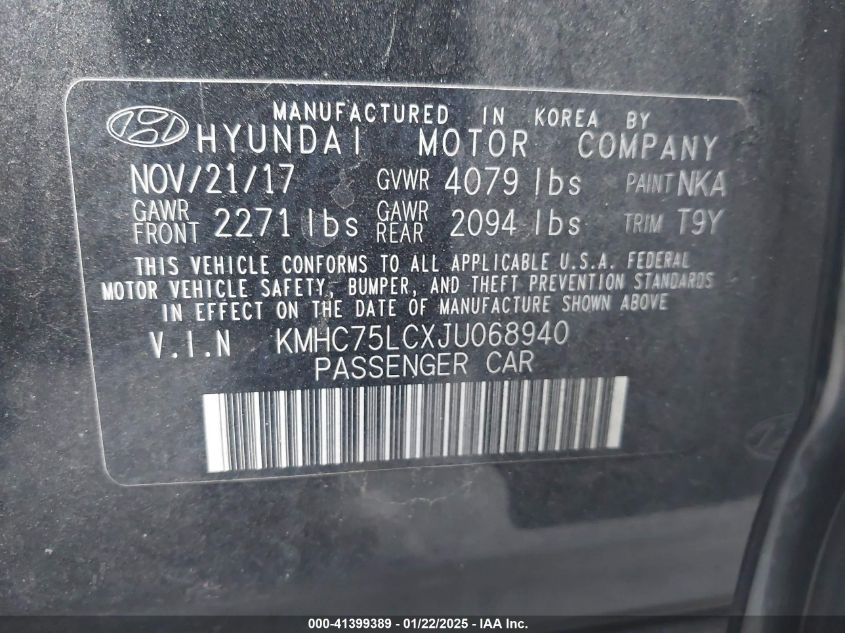 MANUFACTURED IN KOREA BY
HYUNDAI MOTOR COMPANY
NOV/21/17 GVWR 4079 lbs PAINT NKA
GAWR FRONT 2271 lbs GAWR REAR 2094 lbs TRIM T9Y
THIS VEHICLE CONFORMS TO ALL APPLICABLE U.S.A. FEDERAL
MOTOR VEHICLE SAFETY, BUMPER, AND THEFT PREVENTION STANDARDS
IN EFFECT ON THE DATE OF MANUFACTURE SHOWN ABOVE
V.I.N KMHC75LCXJU068940
PASSENGER CAR
000-41399389 - 01/22/2025 - IAA, Inc.